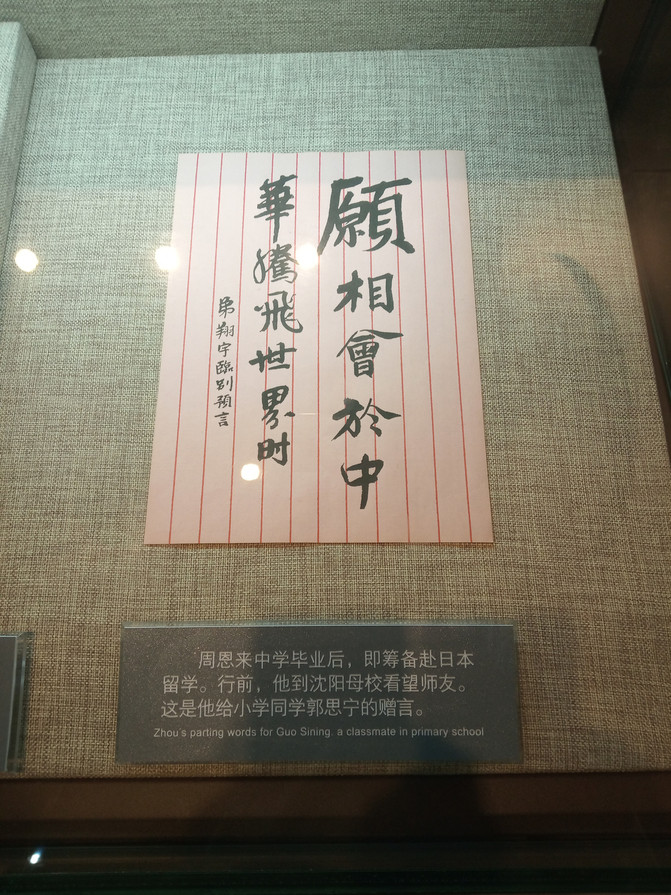 願相會於中
華騰飛世界时
弟翔宇臨別預言
周恩来中学毕业后，即筹备赴日本
留学。行前，他到沈阳母校看望师友。
这是他给小学同学郭思宁的赠言。
Zhou's parting words for Guo Sining, a classmate in primary school